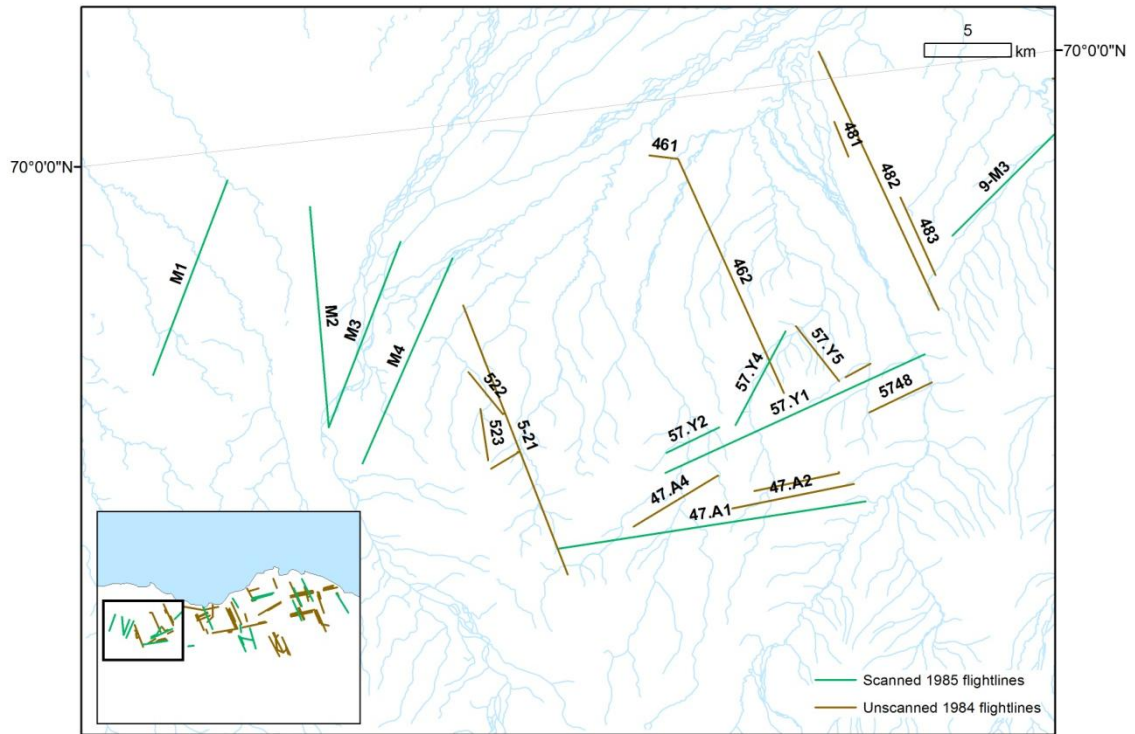 5
km
70°0'0"N
70°0'0"N
461
481
482
483
9-M3
462
M1
M2
M3
M4
522
523
5-21
57.Y4
57.Y5
57.Y1
57.Y2
5748
47.A4
47.A2
47.A1
Scanned 1985 flightlines
Unscanned 1984 flightlines